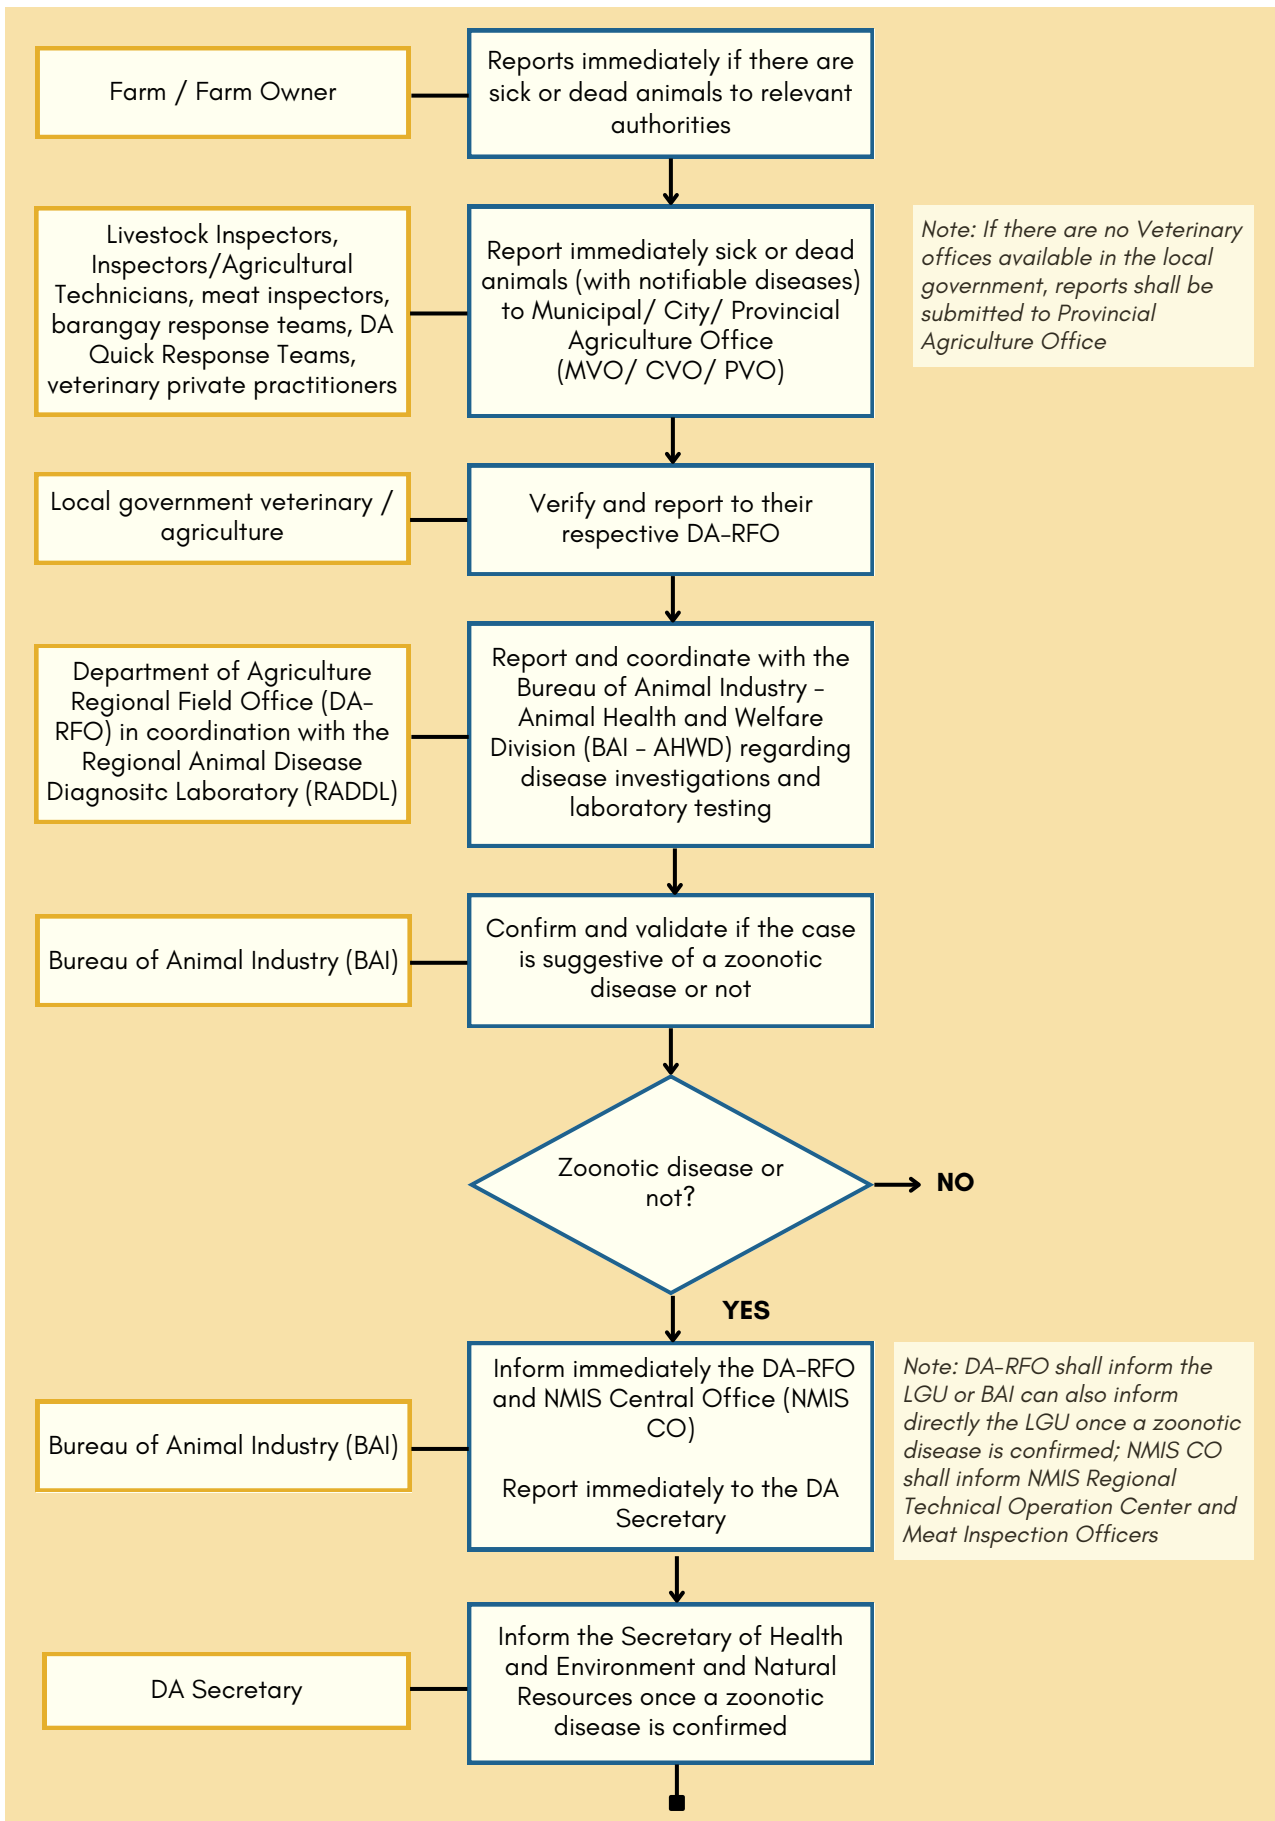 Farm / Farm Owner
Reports immediately if there are
sick or dead animals to relevant
authorities
Livestock Inspectors,
Inspectors/Agricultural
Technicians, meat inspectors,
barangay response teams, DA
Quick Response Teams,
veterinary private practitioners
Report immediately sick or dead
animals (with notifiable diseases)
to Municipal/ City/ Provincial
Agriculture Office
(MVO/ CVO/ PVO)
Note: If there are no Veterinary
offices available in the local
government, reports shall be
submitted to Provincial
Agriculture Office
Local government veterinary /
agriculture
Verify and report to their
respective DA-RFO
Department of Agriculture
Regional Field Office (DA-
RFO) in coordination with the
Regional Animal Disease
Diagnositc Laboratory (RADDL)
Report and coordinate with the
Bureau of Animal Industry -
Animal Health and Welfare
Division (BAI - AHWD) regarding
disease investigations and
laboratory testing
Bureau of Animal Industry (BAI)
Confirm and validate if the case
is suggestive of a zoonotic
disease or not
Zoonotic disease or
not?
NO
YES
Bureau of Animal Industry (BAI)
Inform immediately the DA-RFO
and NMIS Central Office (NMIS
CO)
Report immediately to the DA
Secretary
Note: DA-RFO shall inform the
LGU or BAI can also inform
directly the LGU once a zoonotic
disease is confirmed; NMIS CO
shall inform NMIS Regional
Technical Operation Center and
Meat Inspection Officers
DA Secretary
Inform the Secretary of Health
and Environment and Natural
Resources once a zoonotic
disease is confirmed